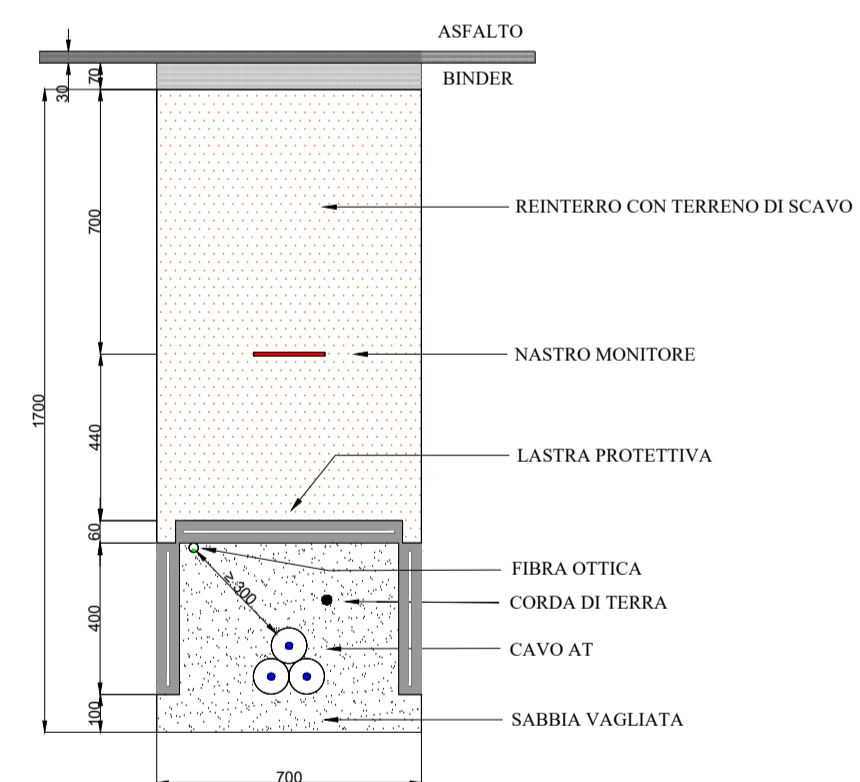 ASFALTO
BINDER
30
70
700
REINTERRO CON TERRENO DI SCAVO
NASTRO MONITORE
1700
440
LASTRA PROTETTIVA
60
FIBRA OTTICA
≥ 300
CORDA DI TERRA
400
CAVO AT
100
SABBIA VAGLIATA
700